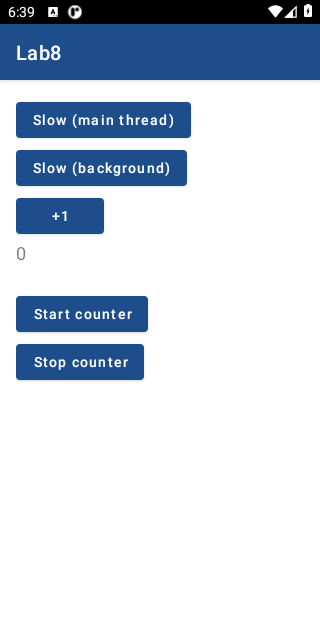 6:39
Lab8
Slow (main thread)
Slow (background)
+1
0
Start counter
Stop counter